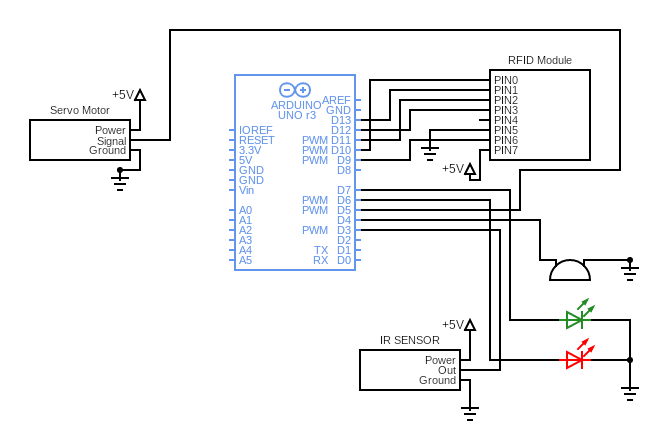 RFID Module
+5V
Servo Motor
Power
Signal
Ground
ARDUINO
UNO r3
IOREF
RESET
3.3V
5V
GND
GND
Vin
A0
A1
A2
A3
A4
A5
AREF
GND
D13
D12
PWM D11
PWM D10
PWM D9
D8
D7
PWM D6
PWM D5
D4
PWM D3
D2
TX D1
RX D0
PIN0
PIN1
PIN2
PIN3
PIN4
PIN5
PIN6
PIN7
+5V
+5V
IR SENSOR
Power
Out
Ground